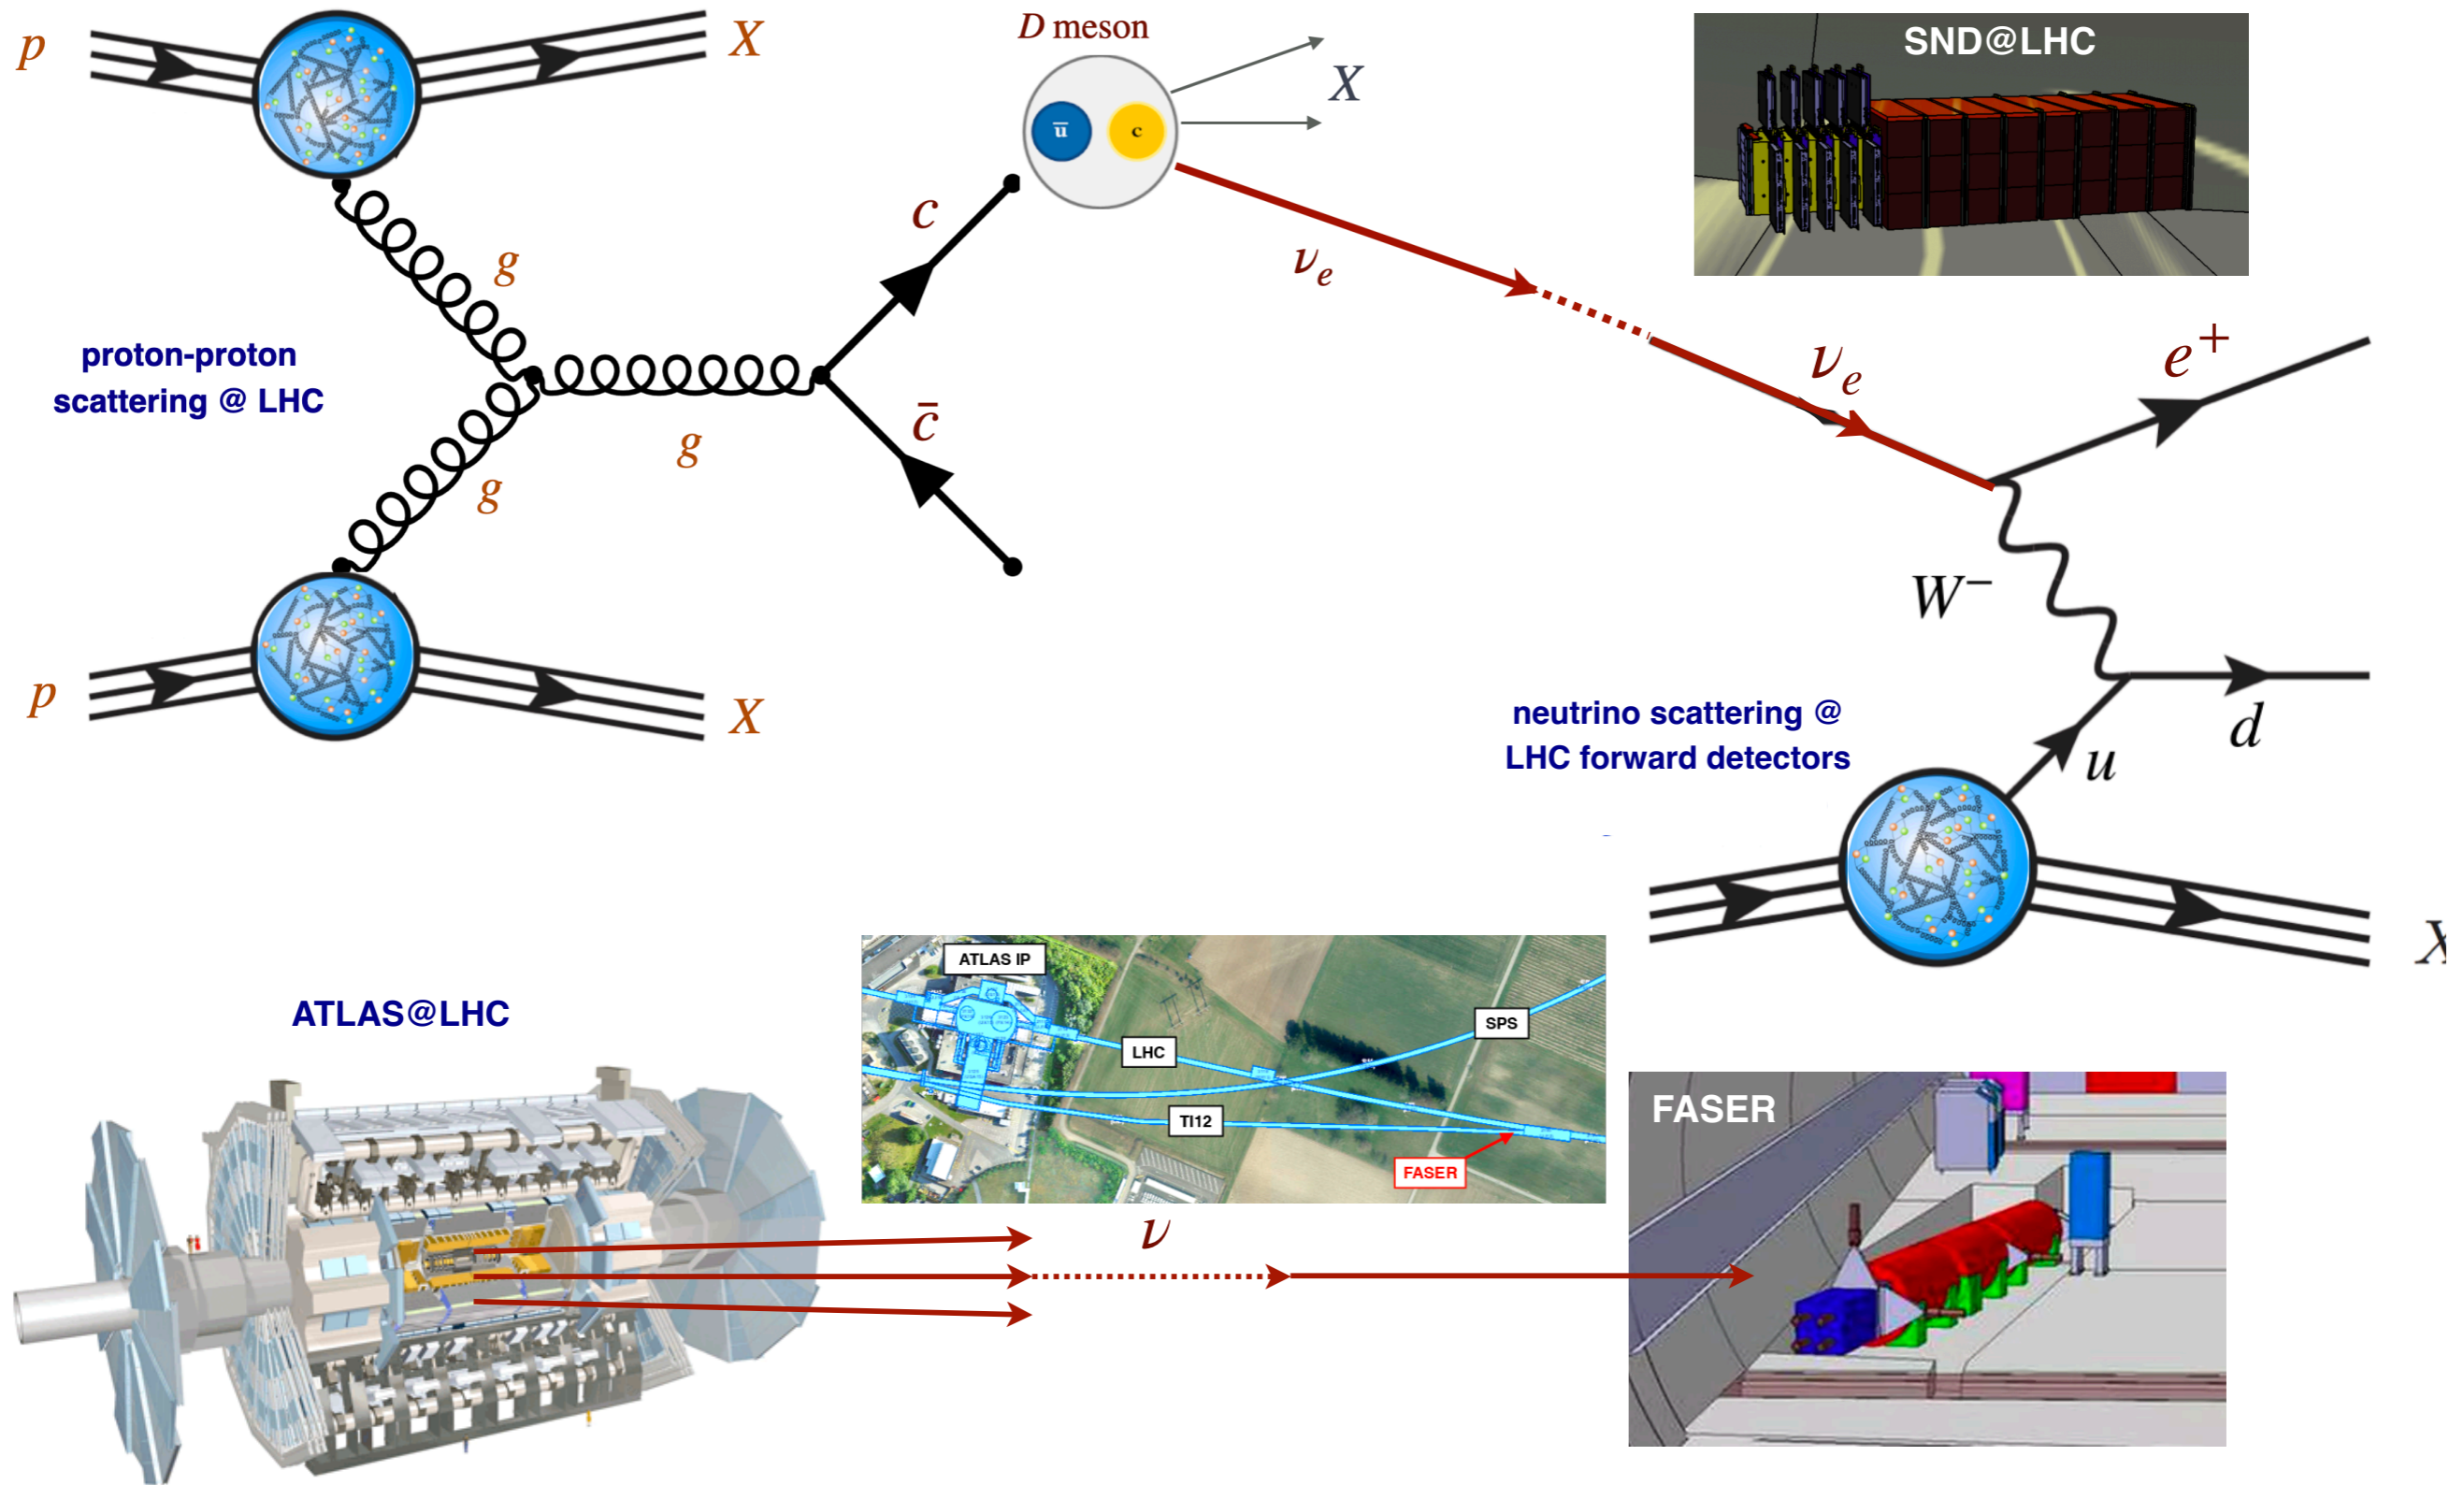 p
X
D meson
X
SND@LHC
u̅
c
c
g
ν_e
proton-proton
scattering @ LHC
ν_e
e⁺
c̅
g
g
W⁻
p
X
neutrino scattering @
LHC forward detectors
d
u
X
ATLAS IP
ATLAS@LHC
SPS
LHC
TI12
FASER
FASER
ν